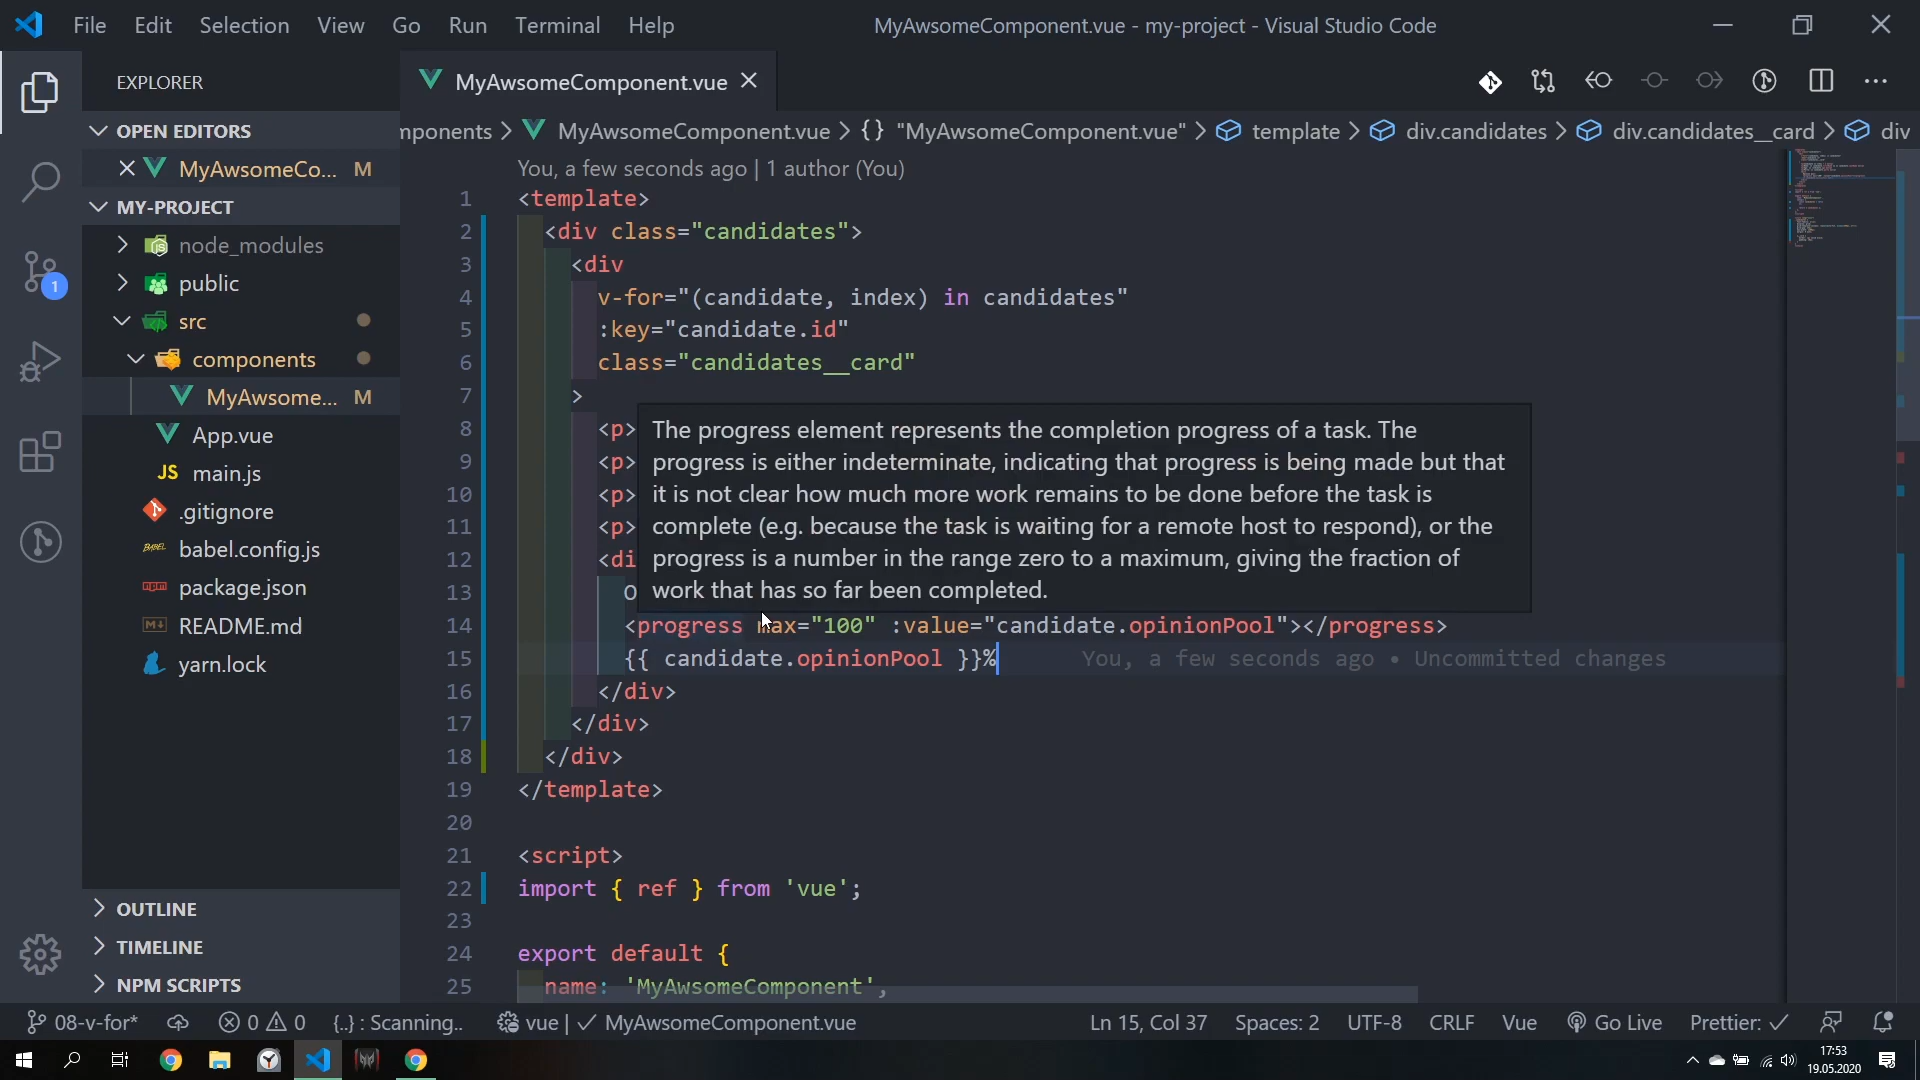 File Edit Selection View Go Run Terminal Help
MyAwsomeComponent.vue - my-project - Visual Studio Code
EXPLORER
OPEN EDITORS
MyAwsomeCo... M
MY-PROJECT
node_modules
public
src
components
MyAwsome... M
App.vue
JS main.js
.gitignore
BABEL babel.config.js
package.json
README.md
yarn.lock
OUTLINE
TIMELINE
NPM SCRIPTS
1
MyAwsomeComponent.vue
mponents > MyAwsomeComponent.vue > {} "MyAwsomeComponent.vue" > template > div.candidates > div.candidates__card > div
You, a few seconds ago | 1 author (You)
1 <template>
2 <div class="candidates">
3 <div
4 v-for="(candidate, index) in candidates"
5 :key="candidate.id"
6 class="candidates__card"
7 >
8 <p>
9 <p>
10 <p>
11 <p>
12 <di
13 O
The progress element represents the completion progress of a task. The
progress is either indeterminate, indicating that progress is being made but that
it is not clear how much more work remains to be done before the task is
complete (e.g. because the task is waiting for a remote host to respond), or the
progress is a number in the range zero to a maximum, giving the fraction of
work that has so far been completed.
14 <progress max="100" :value="candidate.opinionPool"></progress>
15 {{ candidate.opinionPool }}% You, a few seconds ago • Uncommitted changes
16 </div>
17 </div>
18 </div>
19 </template>
20
21 <script>
22 import { ref } from 'vue';
23
24 export default {
25 name: 'MyAwsomeComponent',
08-v-for* 0 0 {..} : Scanning.. vue | ✓ MyAwsomeComponent.vue
Ln 15, Col 37 Spaces: 2 UTF-8 CRLF Vue Go Live Prettier: ✓
17:53
19.05.2020